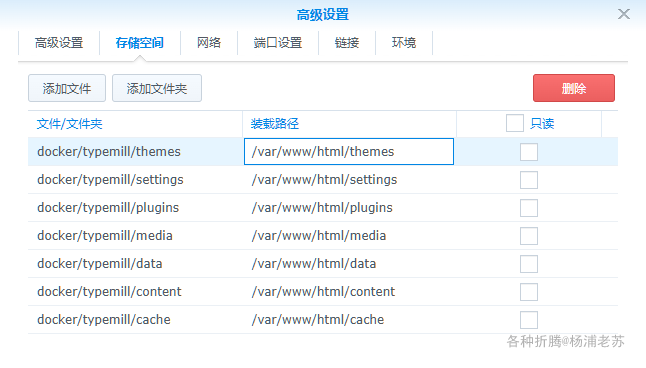 高级设置
高级设置 存储空间 网络 端口设置 链接 环境
添加文件 添加文件夹 删除
文件/文件夹 装载路径 只读
docker/typemill/themes /var/www/html/themes
docker/typemill/settings /var/www/html/settings
docker/typemill/plugins /var/www/html/plugins
docker/typemill/media /var/www/html/media
docker/typemill/data /var/www/html/data
docker/typemill/content /var/www/html/content
docker/typemill/cache /var/www/html/cache
各种折腾@杨浦老苏